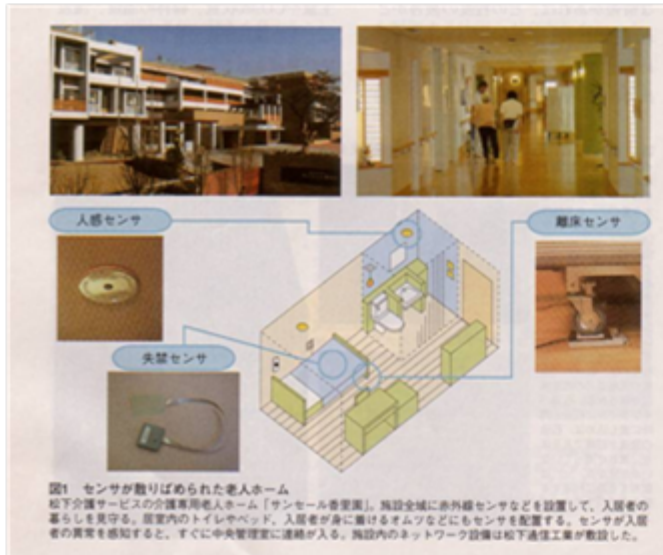 人感センサ
離床センサ
失禁センサ
図1 センサが散りばめられた老人ホーム
松下介護サービスの介護専用老人ホーム「サンセール香里園」。施設全域に赤外線センサなどを設置して、入居者の
暮らしを見守る。居室内のトイレやベッド、入居者が身に着けるオムツなどにもセンサを配置する。センサが入居
者の異常を感知すると、すぐに中央管理室に連絡が入る。施設内のネットワーク設備は松下通信工業が敷設した。